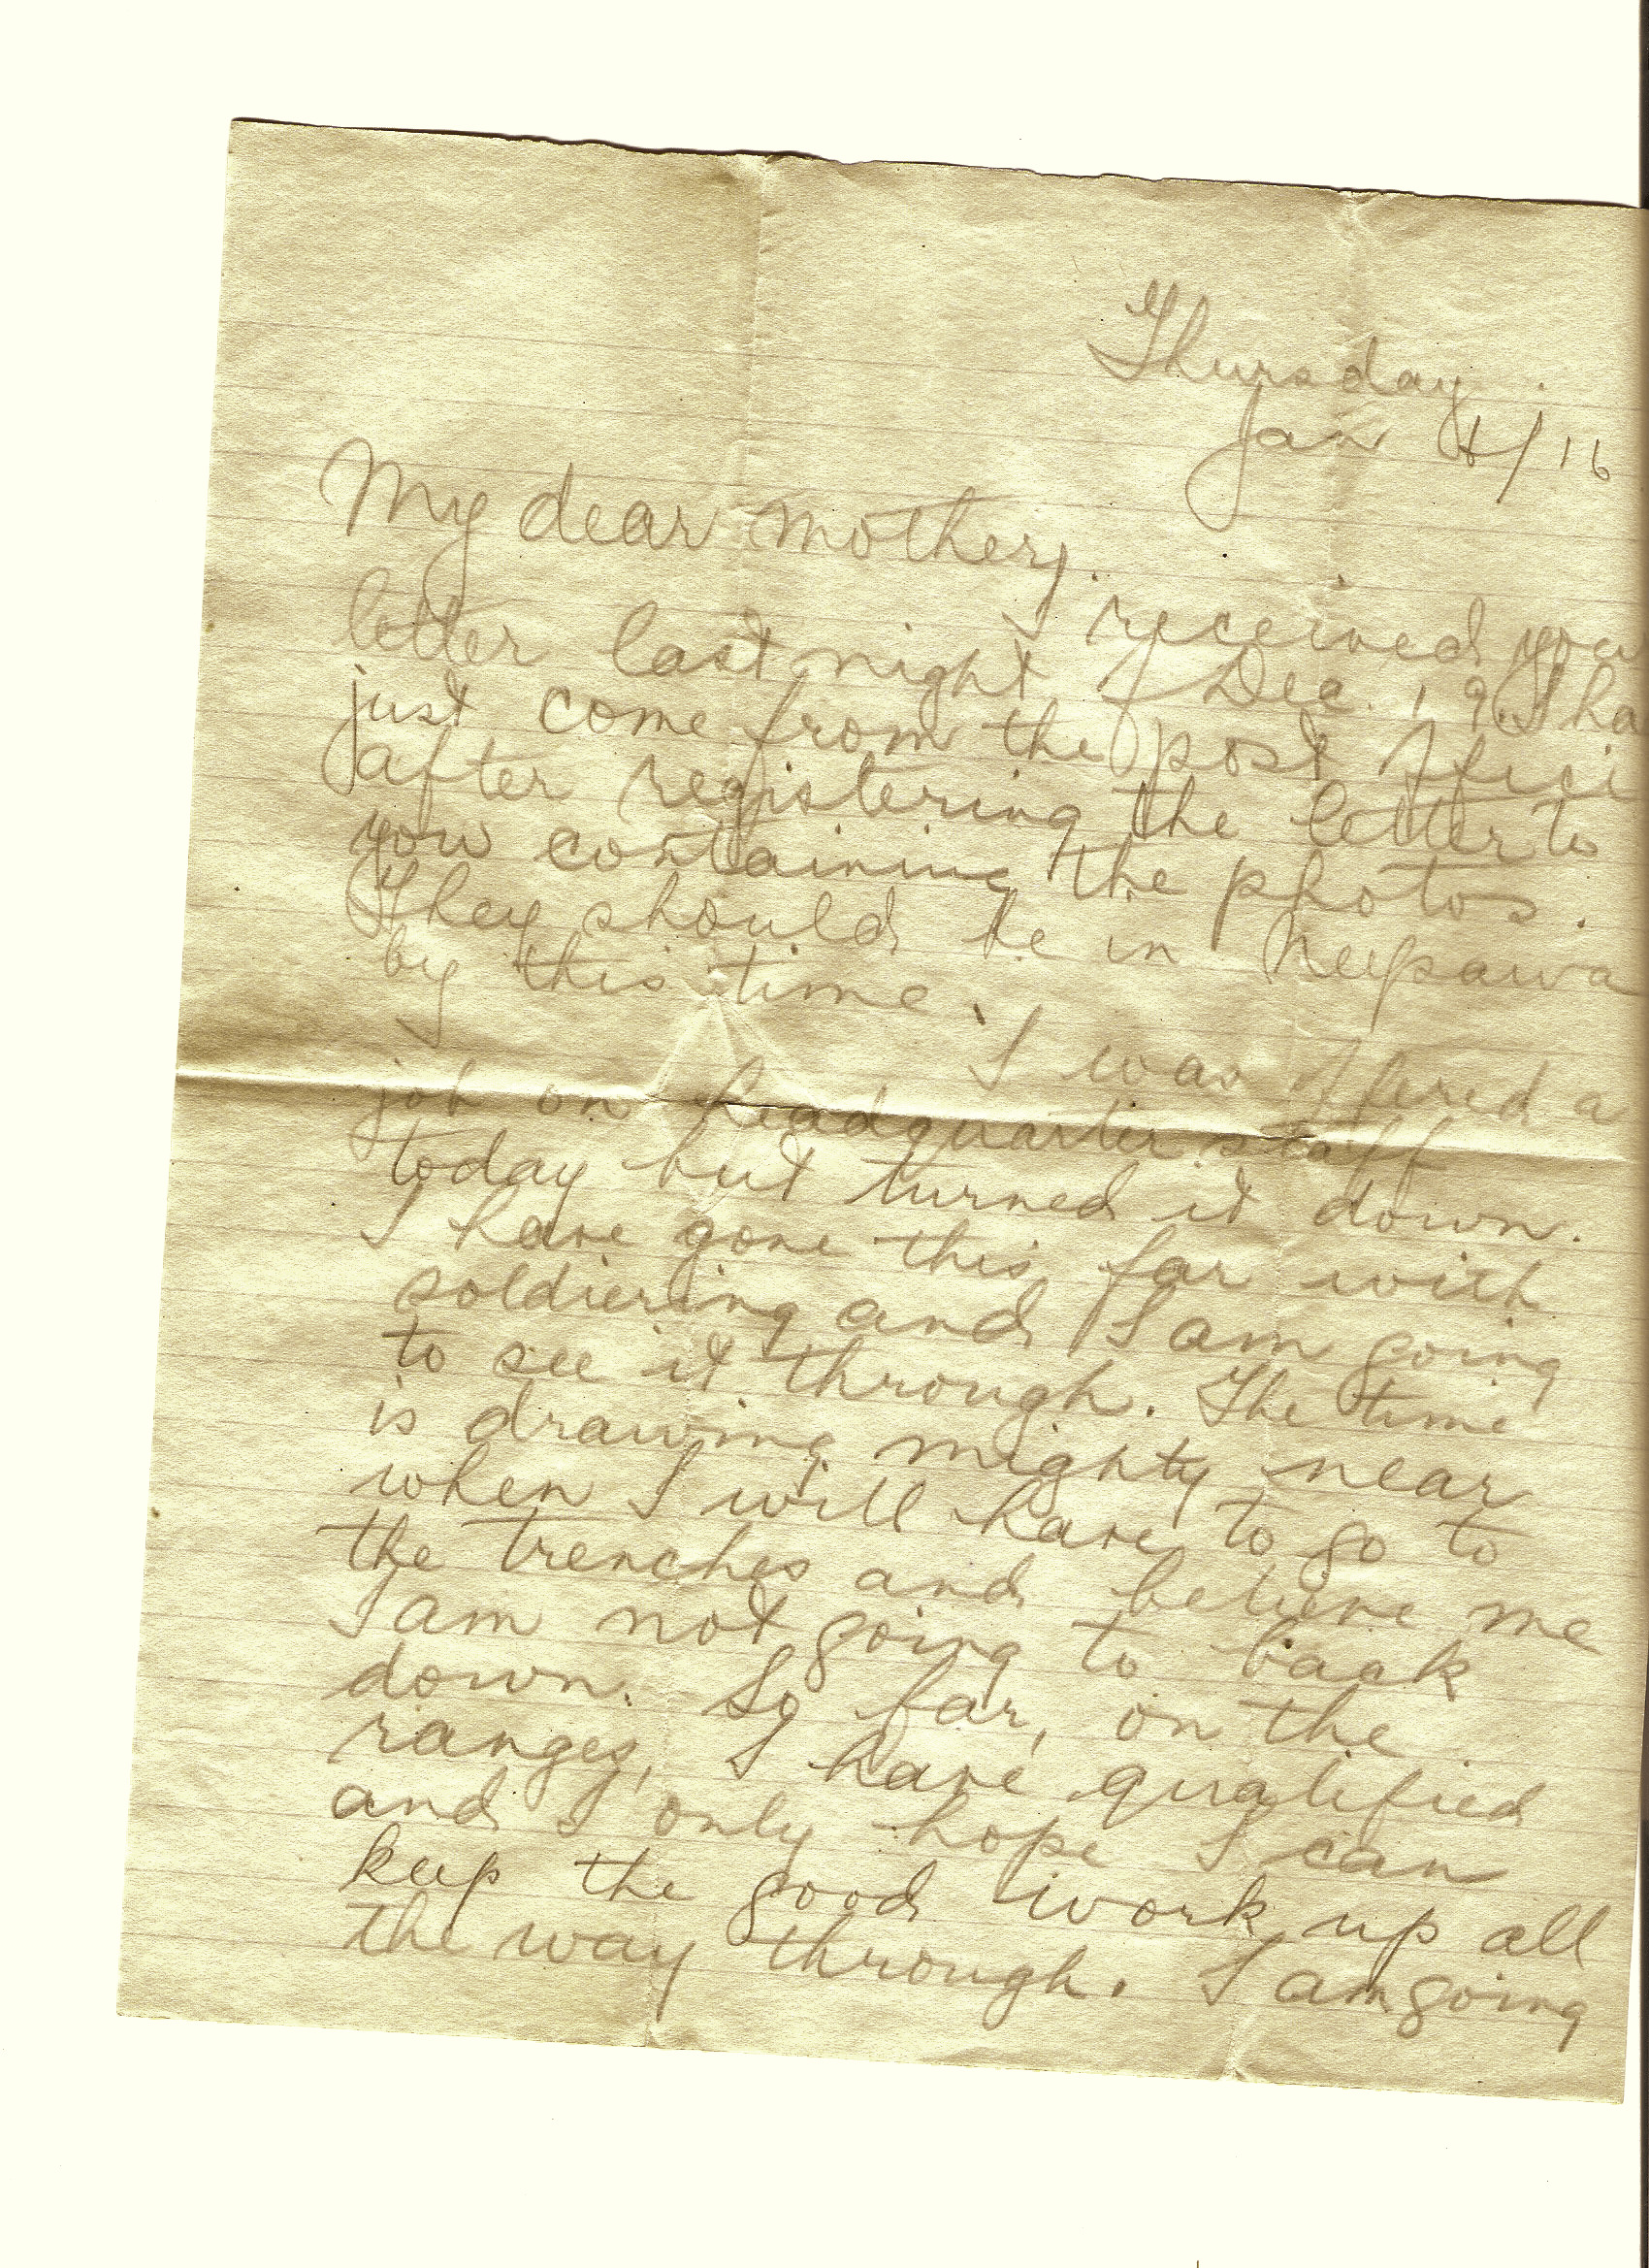 Thursday.
Jan 6/16
My dear mother,.
I received you
letter last night of Dec. 19. I ha
just come from the post offi
after registering the letter to
you containing the photos.
They should be in Neepawa
by this time.
I was offered a
job on headquarter staff
today but turned it down.
I have gone this far with
soldiering and I am going
to see it through. The time
is drawing mighty near
when I will have to go to
the trenches and believe me
I am not going to back
down. So far, on the
ranges, I have qualified
and I only hope I can
keep the good work up all
the way through. I am going